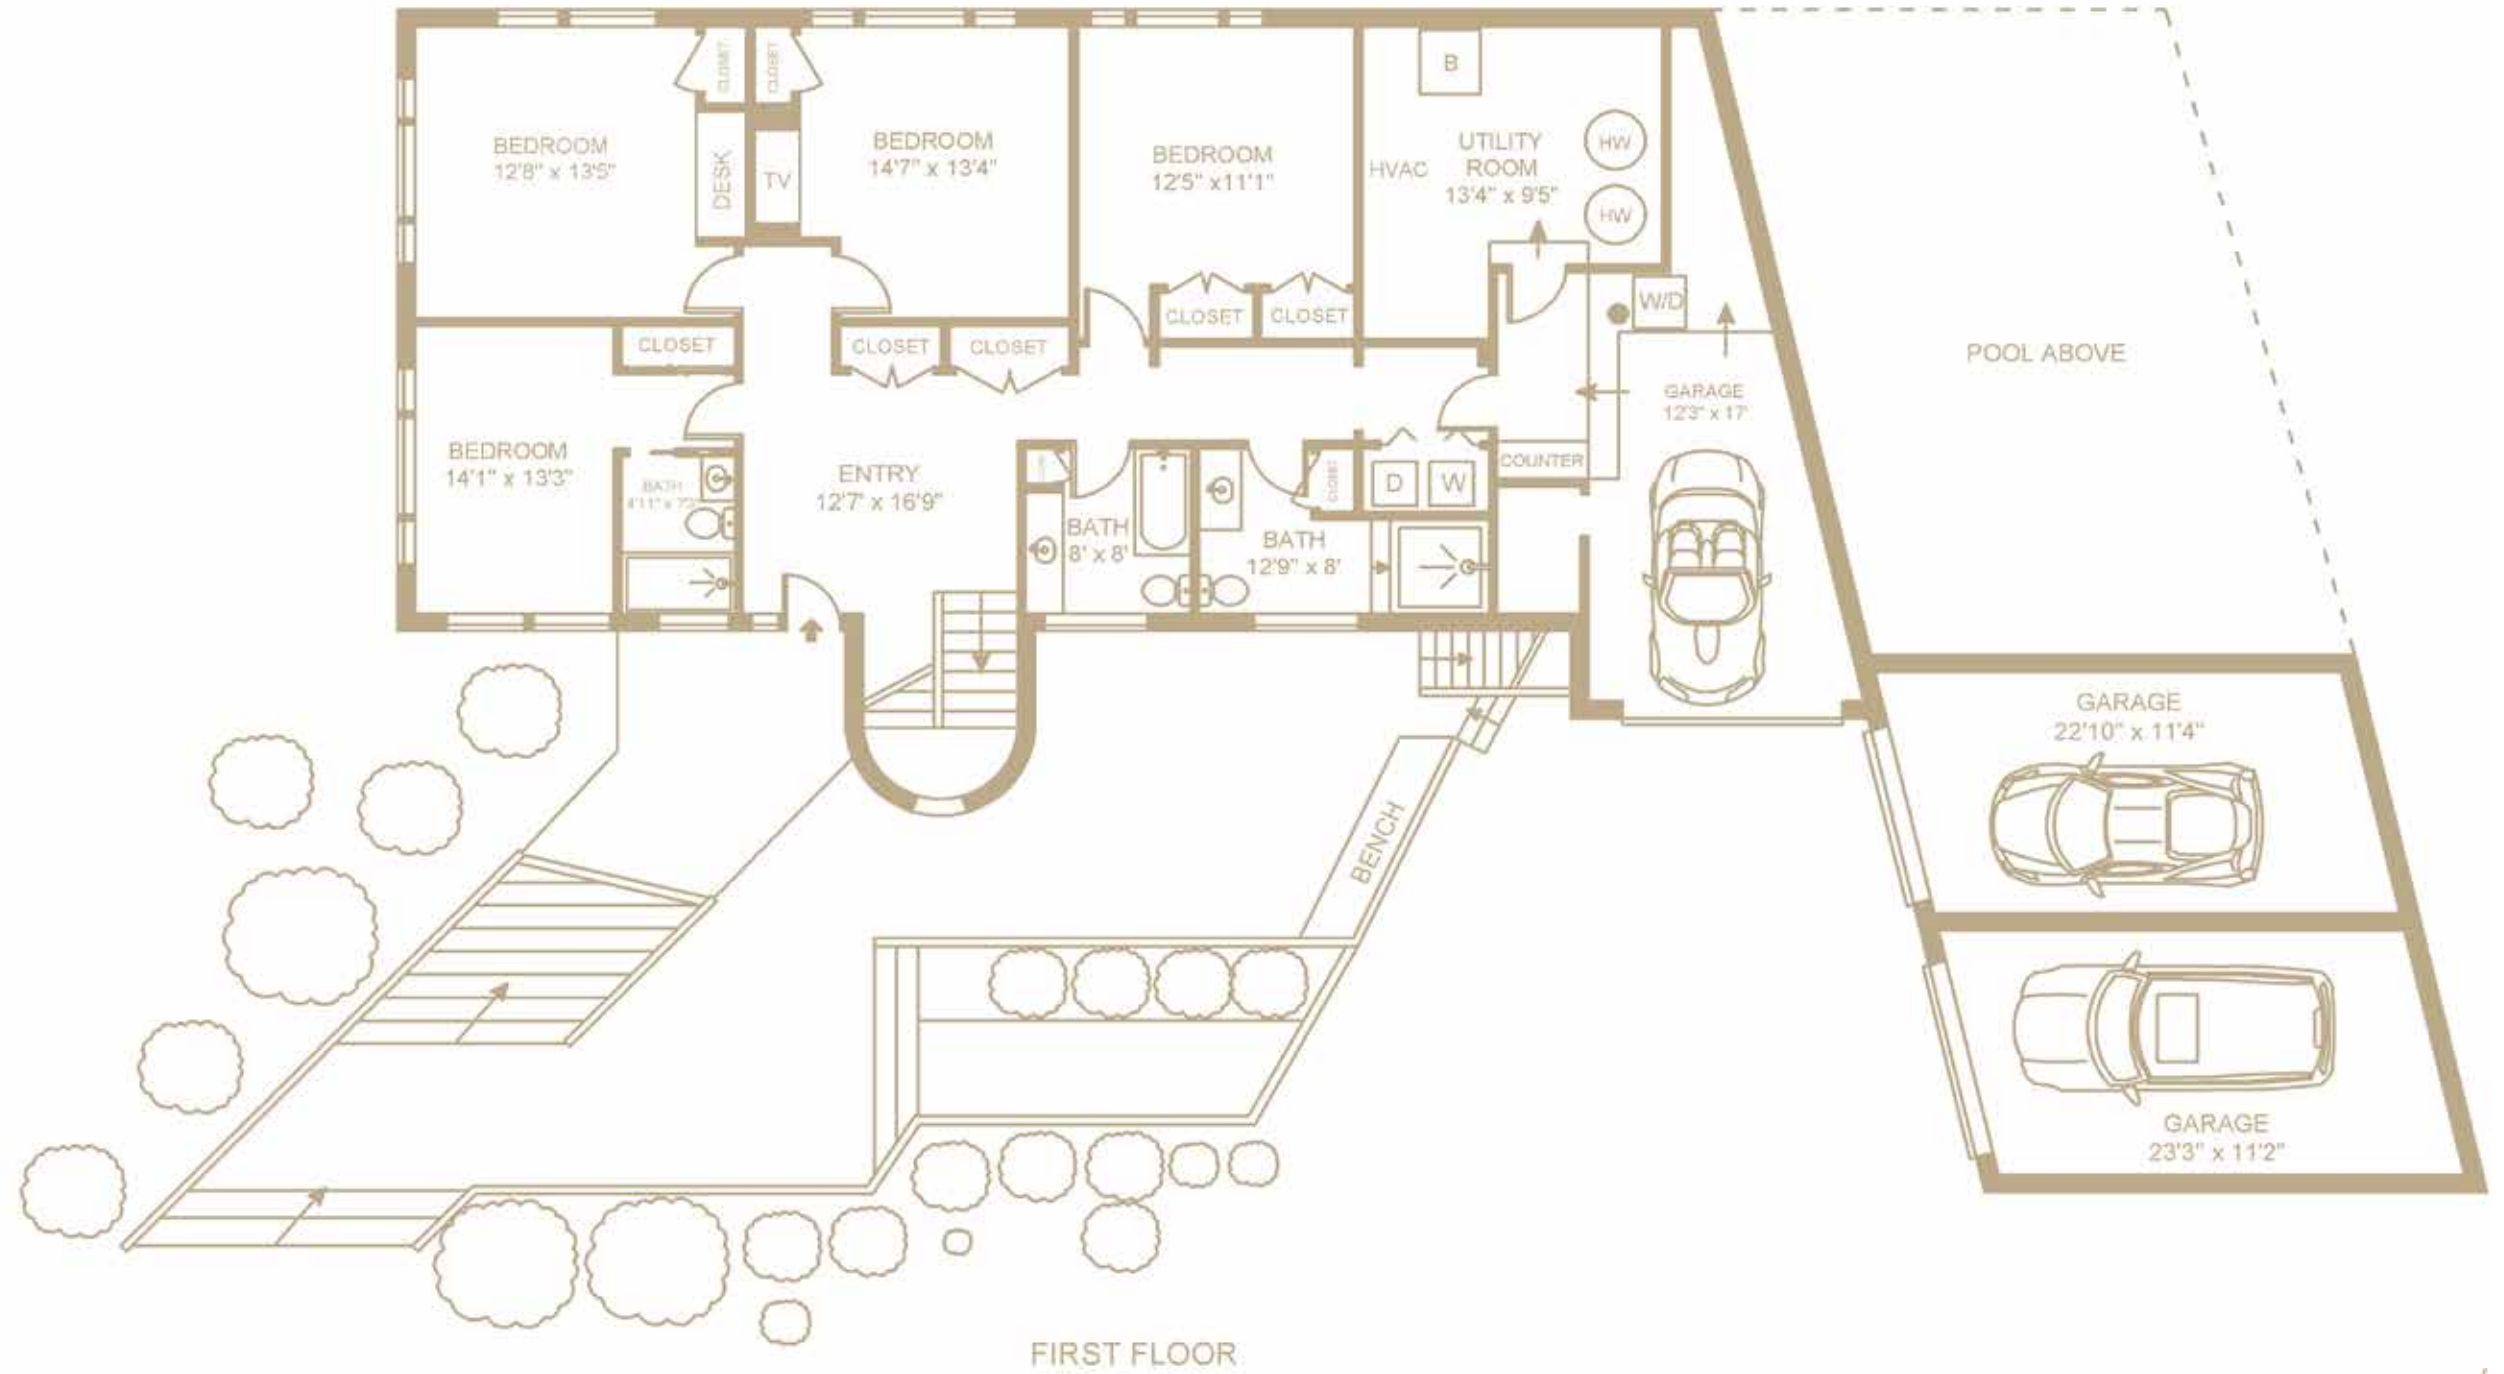 CLOSET
CLOSET
B
BEDROOM
12'8" x 13'5"
DESK
TV
BEDROOM
14'7" x 13'4"
BEDROOM
12'5" x11'1"
HVAC
UTILITY
ROOM
13'4" x 9'5"
HW
HW
W/D
CLOSET
CLOSET
CLOSET
CLOSET
CLOSET
POOL ABOVE
GARAGE
12'3" x 17'
BEDROOM
14'1" x 13'3"
BATH
ENTRY
12'7" x 16'9"
COUNTER
CLOSET
D
W
BATH
8' x 8'
BATH
12'9" x 8'
GARAGE
22'10" x 11'4"
BENCH
GARAGE
23'3" x 11'2"
FIRST FLOOR